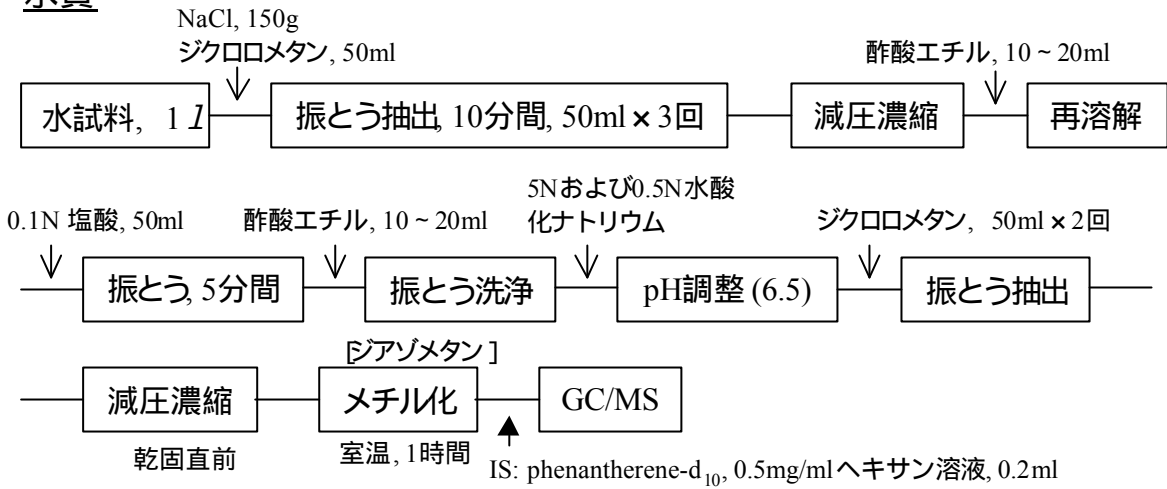 水質
NaCl, 150g
ジクロロメタン, 50ml
酢酸エチル, 10 ~ 20ml
水試料, 1 l
振とう抽出, 10分間, 50ml × 3回
減圧濃縮
再溶解
0.1N 塩酸, 50ml
酢酸エチル, 10 ~ 20ml
5Nおよび0.5N水酸
化ナトリウム
ジクロロメタン, 50ml × 2回
振とう, 5分間
振とう洗浄
pH調整 (6.5)
振とう抽出
[ジアゾメタン ]
減圧濃縮
メチル化
GC/MS
乾固直前
室温, 1時間
IS: phenantherene-d10, 0.5mg/mlヘキサン溶液, 0.2ml